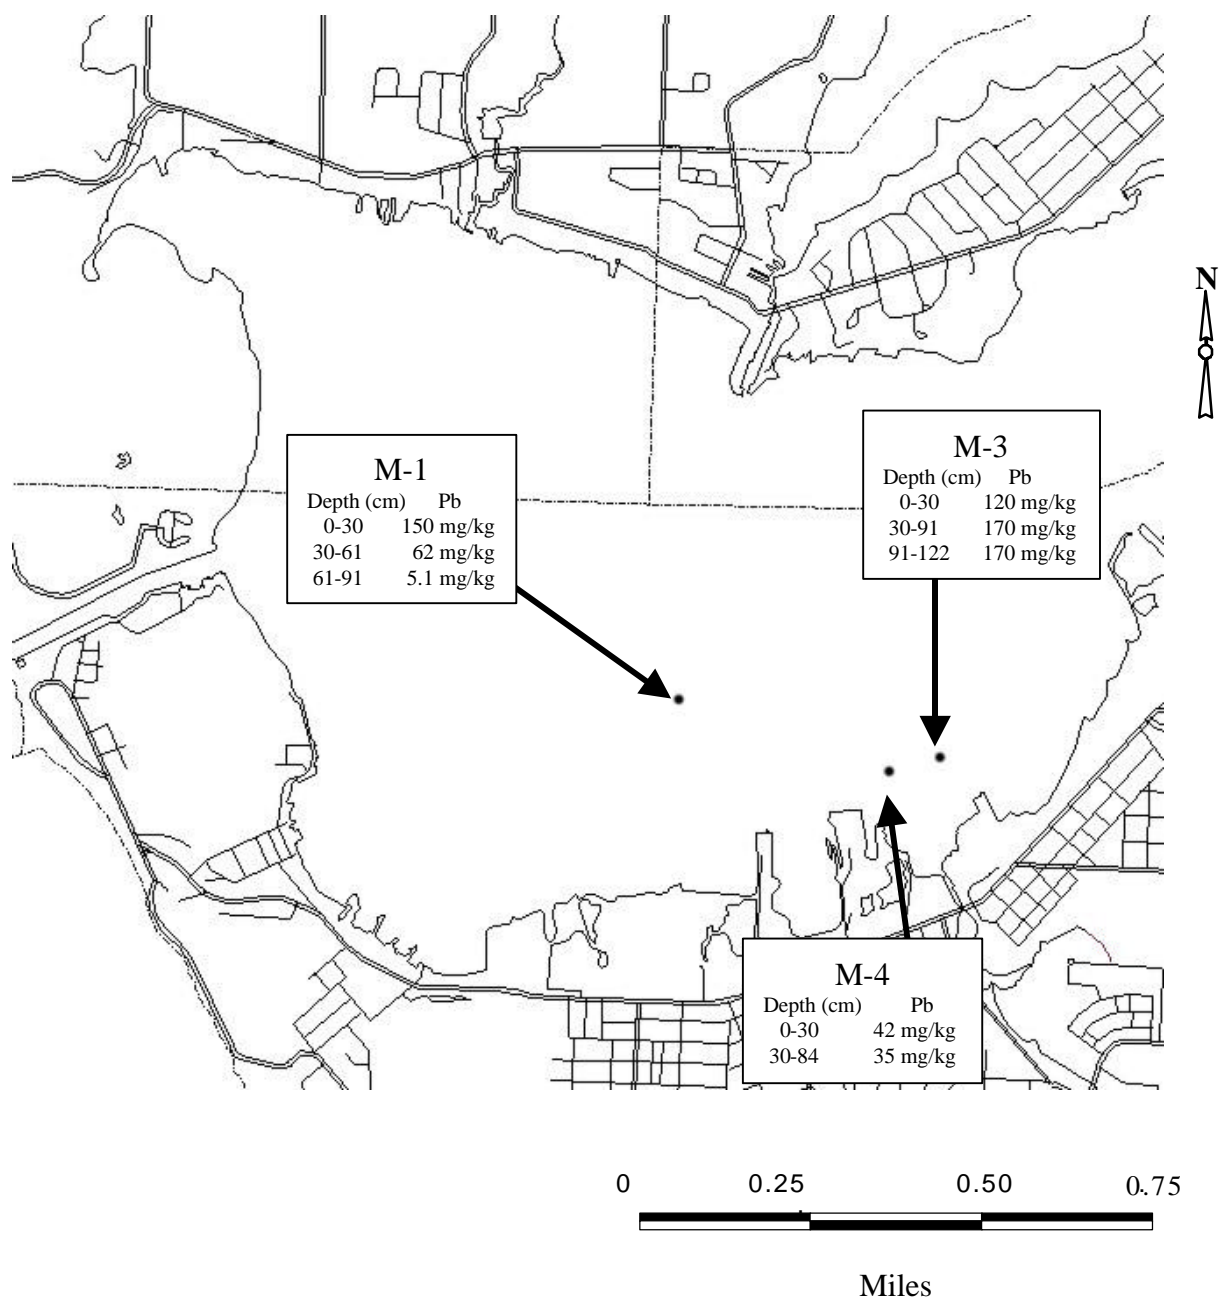 N
M-1
Depth (cm) Pb
0-30 150 mg/kg
30-61 62 mg/kg
61-91 5.1 mg/kg
M-3
Depth (cm) Pb
0-30 120 mg/kg
30-91 170 mg/kg
91-122 170 mg/kg
M-4
Depth (cm) Pb
0-30 42 mg/kg
30-84 35 mg/kg
0 0.25 0.50 0.75
Miles